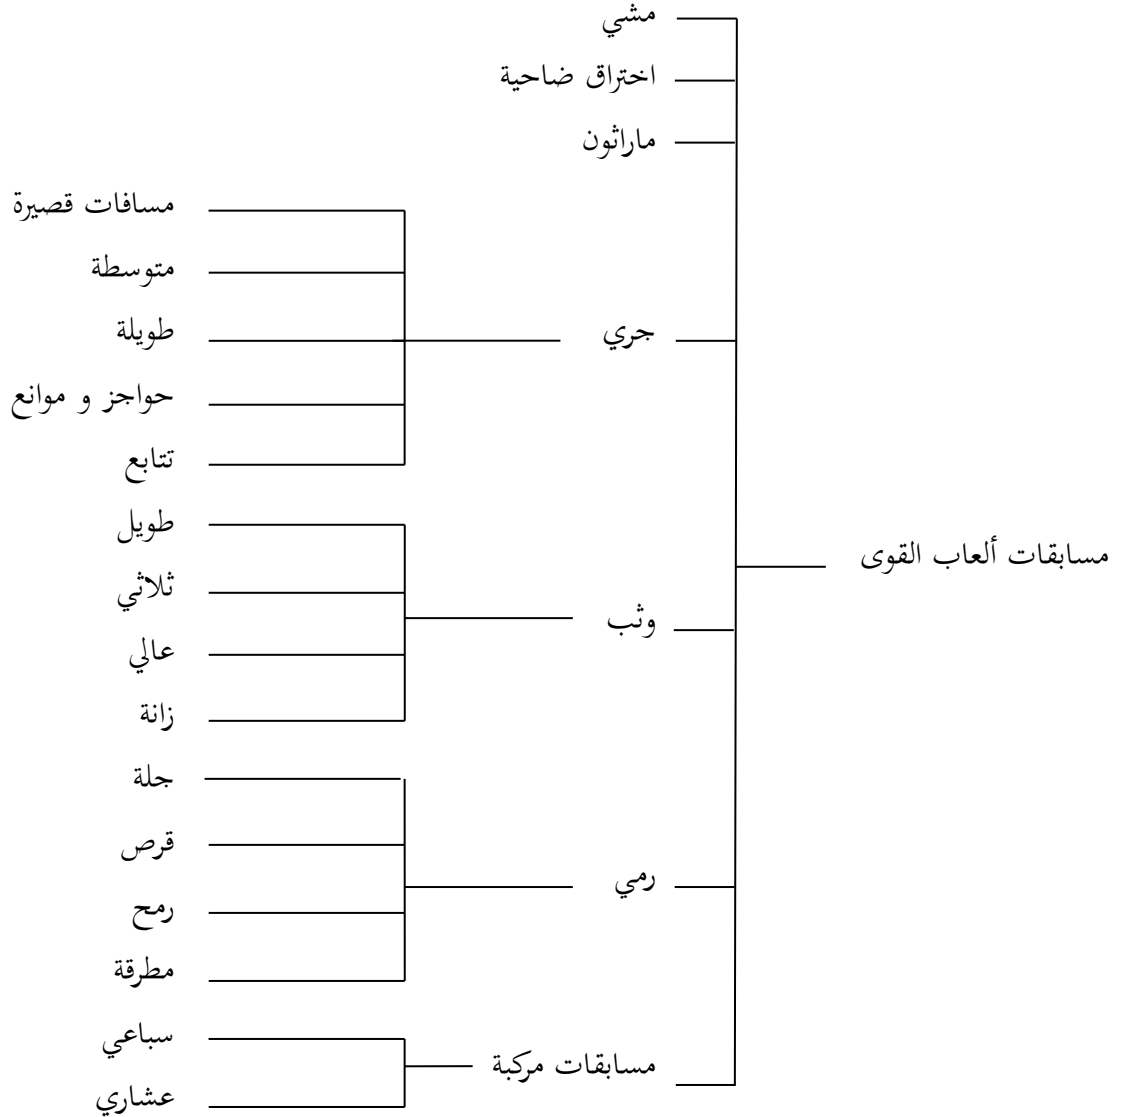 مشي
اختراق ضاحية
ماراثون
مسافات قصيرة
متوسطة
جري
طويلة
حواجز و موانع
تتابع
طويل
مسابقات ألعاب القوى
ثلاثي
وثب
عالي
زانة
جلة
قرص
رمي
رمح
مطرقة
سباعي
مسابقات مركبة
عشاري